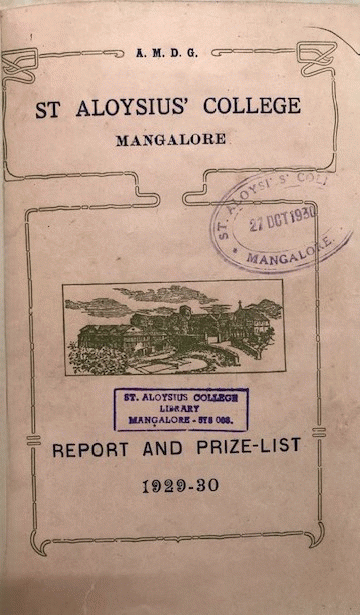 A. M. D. G.
ST ALOYSIUS' COLLEGE
MANGALORE
ST. ALOYSIUS' COLL
27 OCT 1930
MANGALORE.
ST. ALOYSIUS COLLEGE
LIBRARY
MANGALORE - 575 003.
REPORT AND PRIZE-LIST
1929-30